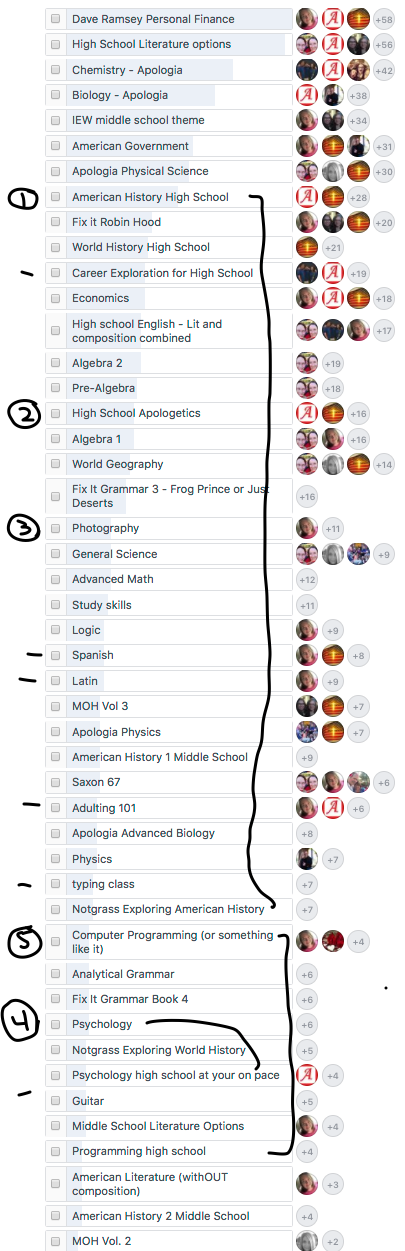 Dave Ramsey Personal Finance A +58
High School Literature options A +56
Chemistry - Apologia A +42
Biology - Apologia A +38
IEW middle school theme +34
American Government +31
Apologia Physical Science +30
1 American History High School A +28
Fix it Robin Hood +20
World History High School +21
- Career Exploration for High School A +19
Economics A +18
High school English - Lit and
composition combined +17
Algebra 2 +19
Pre-Algebra +18
2 High School Apologetics A +16
Algebra 1 +16
World Geography +14
Fix It Grammar 3 - Frog Prince or Just
Deserts +16
3 Photography +11
General Science +9
Advanced Math +12
Study skills +11
Logic +9
- Spanish +8
- Latin +9
MOH Vol 3 +7
Apologia Physics +7
American History 1 Middle School +9
Saxon 67 +6
- Adulting 101 A +6
Apologia Advanced Biology +8
Physics +7
- typing class +7
Notgrass Exploring American History +7
5 Computer Programming (or something
like it) +4
Analytical Grammar +6
Fix It Grammar Book 4 +6
4 Psychology +6
Notgrass Exploring World History +5
Psychology high school at your on pace A +4
- Guitar +5
Middle School Literature Options +4
Programming high school +4
American Literature (withOUT
composition) +3
American History 2 Middle School +4
MOH Vol. 2 +2